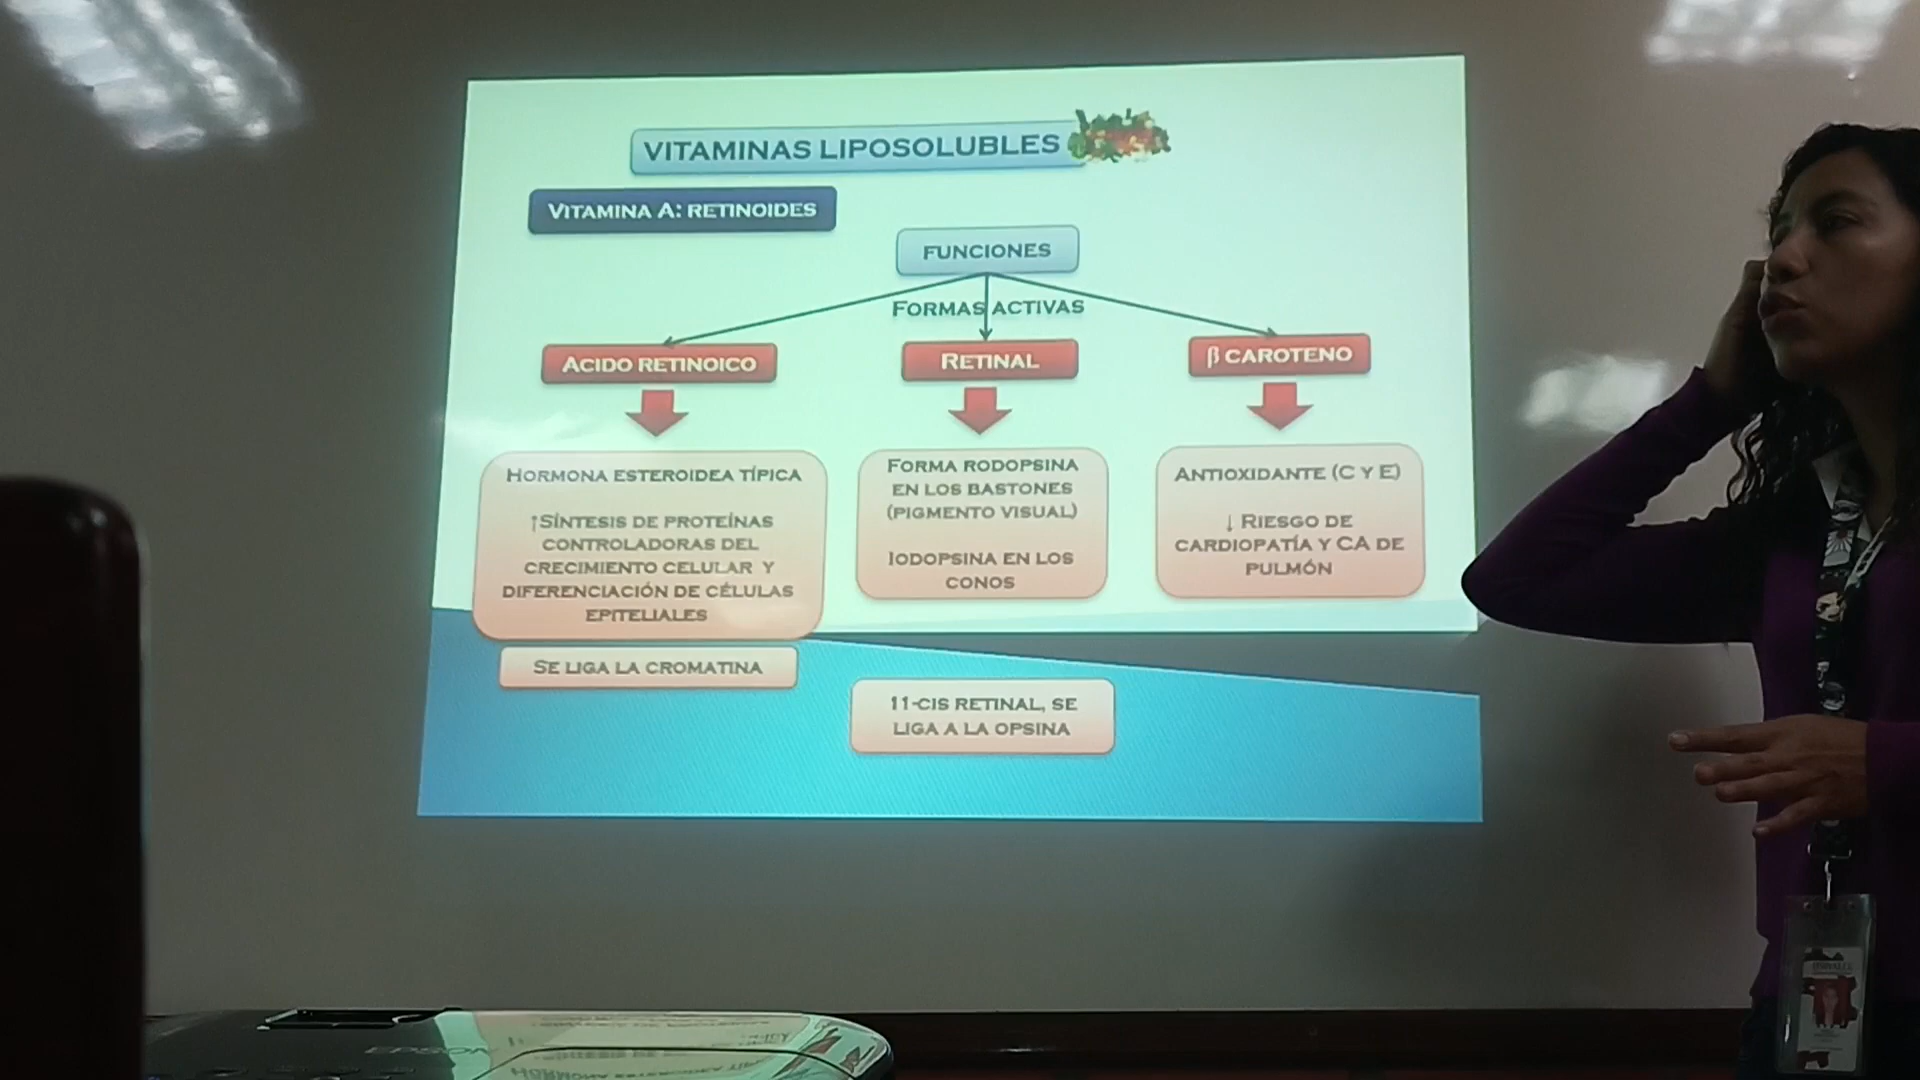 VITAMINAS LIPOSOLUBLES
VITAMINA A: RETINOIDES
FUNCIONES
FORMAS ACTIVAS
ACIDO RETINOICO
HORMONA ESTEROIDEA TÍPICA
↑SÍNTESIS DE PROTEÍNAS
CONTROLADORAS DEL
CRECIMIENTO CELULAR Y
DIFERENCIACIÓN DE CÉLULAS
EPITELIALES
SE LIGA LA CROMATINA
RETINAL
FORMA RODOPSINA
EN LOS BASTONES
(PIGMENTO VISUAL)
IODOPSINA EN LOS
CONOS
11-CIS RETINAL, SE
LIGA A LA OPSINA
β CAROTENO
ANTIOXIDANTE (C Y E)
↓ RIESGO DE
CARDIOPATÍA Y CA DE
PULMÓN
EPSON